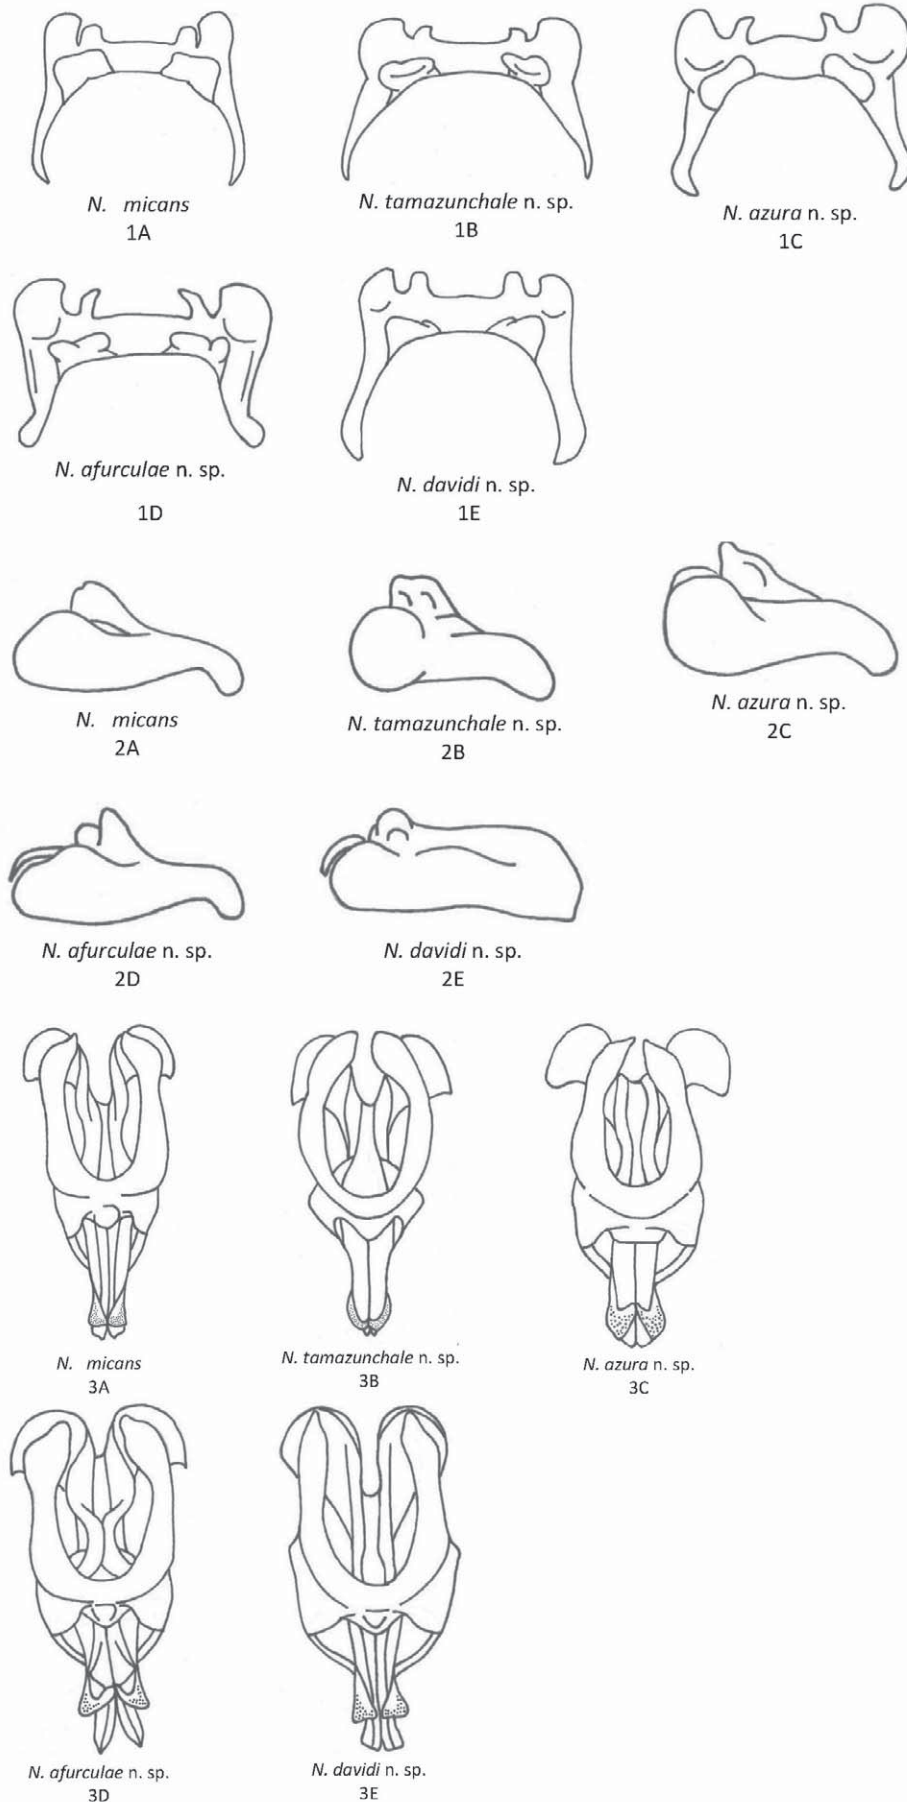 N. micans
1A
N. tamazunchale n. sp.
1B
N. azura n. sp.
1C
N. afurculae n. sp.
1D
N. davidi n. sp.
1E
N. micans
2A
N. tamazunchale n. sp.
2B
N. azura n. sp.
2C
N. afurculae n. sp.
2D
N. davidi n. sp.
2E
N. micans
3A
N. tamazunchale n. sp.
3B
N. azura n. sp.
3C
N. afurculae n. sp.
3D
N. davidi n. sp.
3E